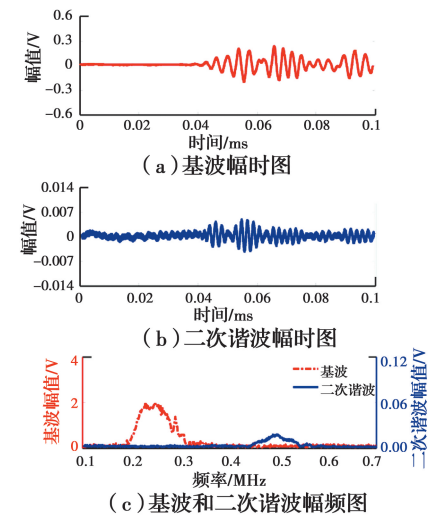 0.6
0.3
0
−0.3
−0.6
幅值/V
0 0.02 0.04 0.06 0.08 0.1
时间/ms
（a）基波幅时图
0.014
0.007
0
−0.007
−0.014
幅值/V
0 0.02 0.04 0.06 0.08 0.1
时间/ms
（b）二次谐波幅时图
4
2
0
基波幅值/V
基波
二次谐波
0.12
0.06
0.00
二次谐波幅值/V
0.1 0.2 0.3 0.4 0.5 0.6 0.7
频率/MHz
（c）基波和二次谐波幅频图